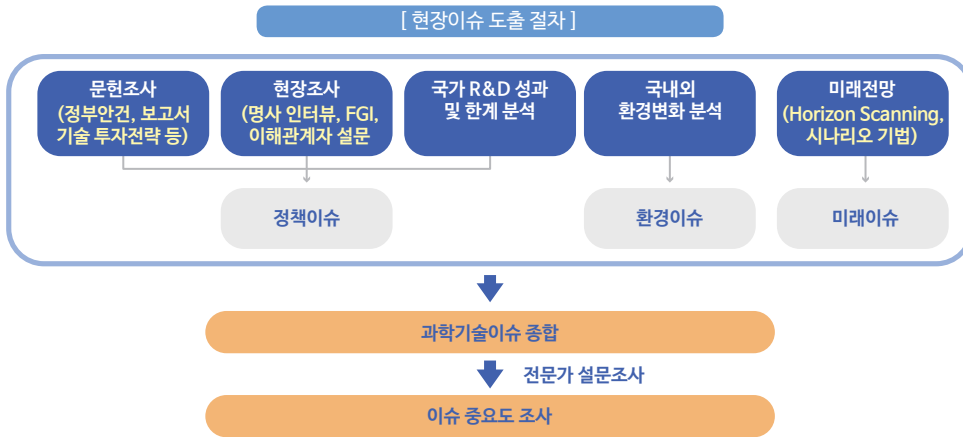 [ 현장이슈 도출 절차 ]
문헌조사
(정부안건, 보고서
기술 투자전략 등)
현장조사
(명사 인터뷰, FGI,
이해관계자 설문
국가 R&D 성과
및 한계 분석
국내외
환경변화 분석
미래전망
(Horizon Scanning,
시나리오 기법)
정책이슈
환경이슈
미래이슈
과학기술이슈 종합
전문가 설문조사
이슈 중요도 조사